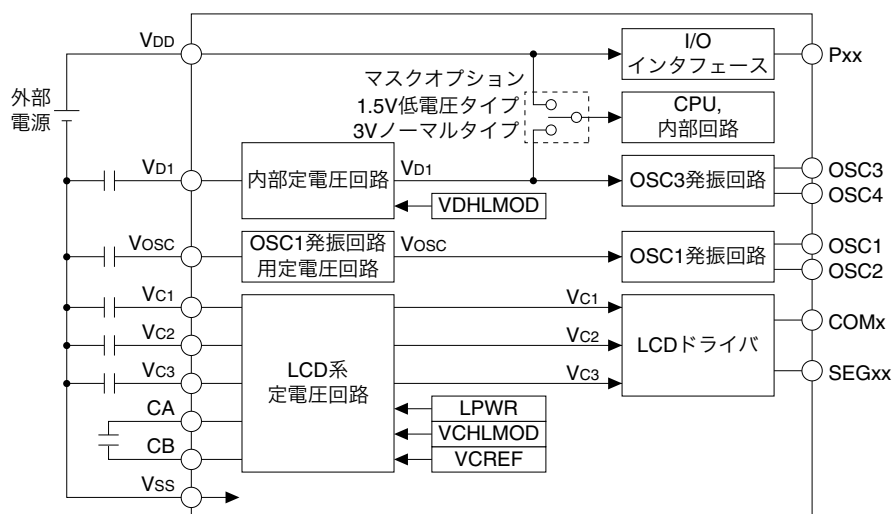 VDD
I/O
インタフェース
Pxx
マスクオプション
1.5V低電圧タイプ
3Vノーマルタイプ
CPU,
内部回路
外部
電源
VD1
内部定電圧回路
VD1
VDHLMOD
OSC3発振回路
OSC3
OSC4
VOSC
OSC1発振回路
用定電圧回路
VOSC
OSC1発振回路
OSC1
OSC2
VC1
VC2
VC3
CA
CB
LCD系
定電圧回路
VC1
VC2
VC3
LPWR
VCHLMOD
VCREF
LCDドライバ
COMx
SEGxx
VSS